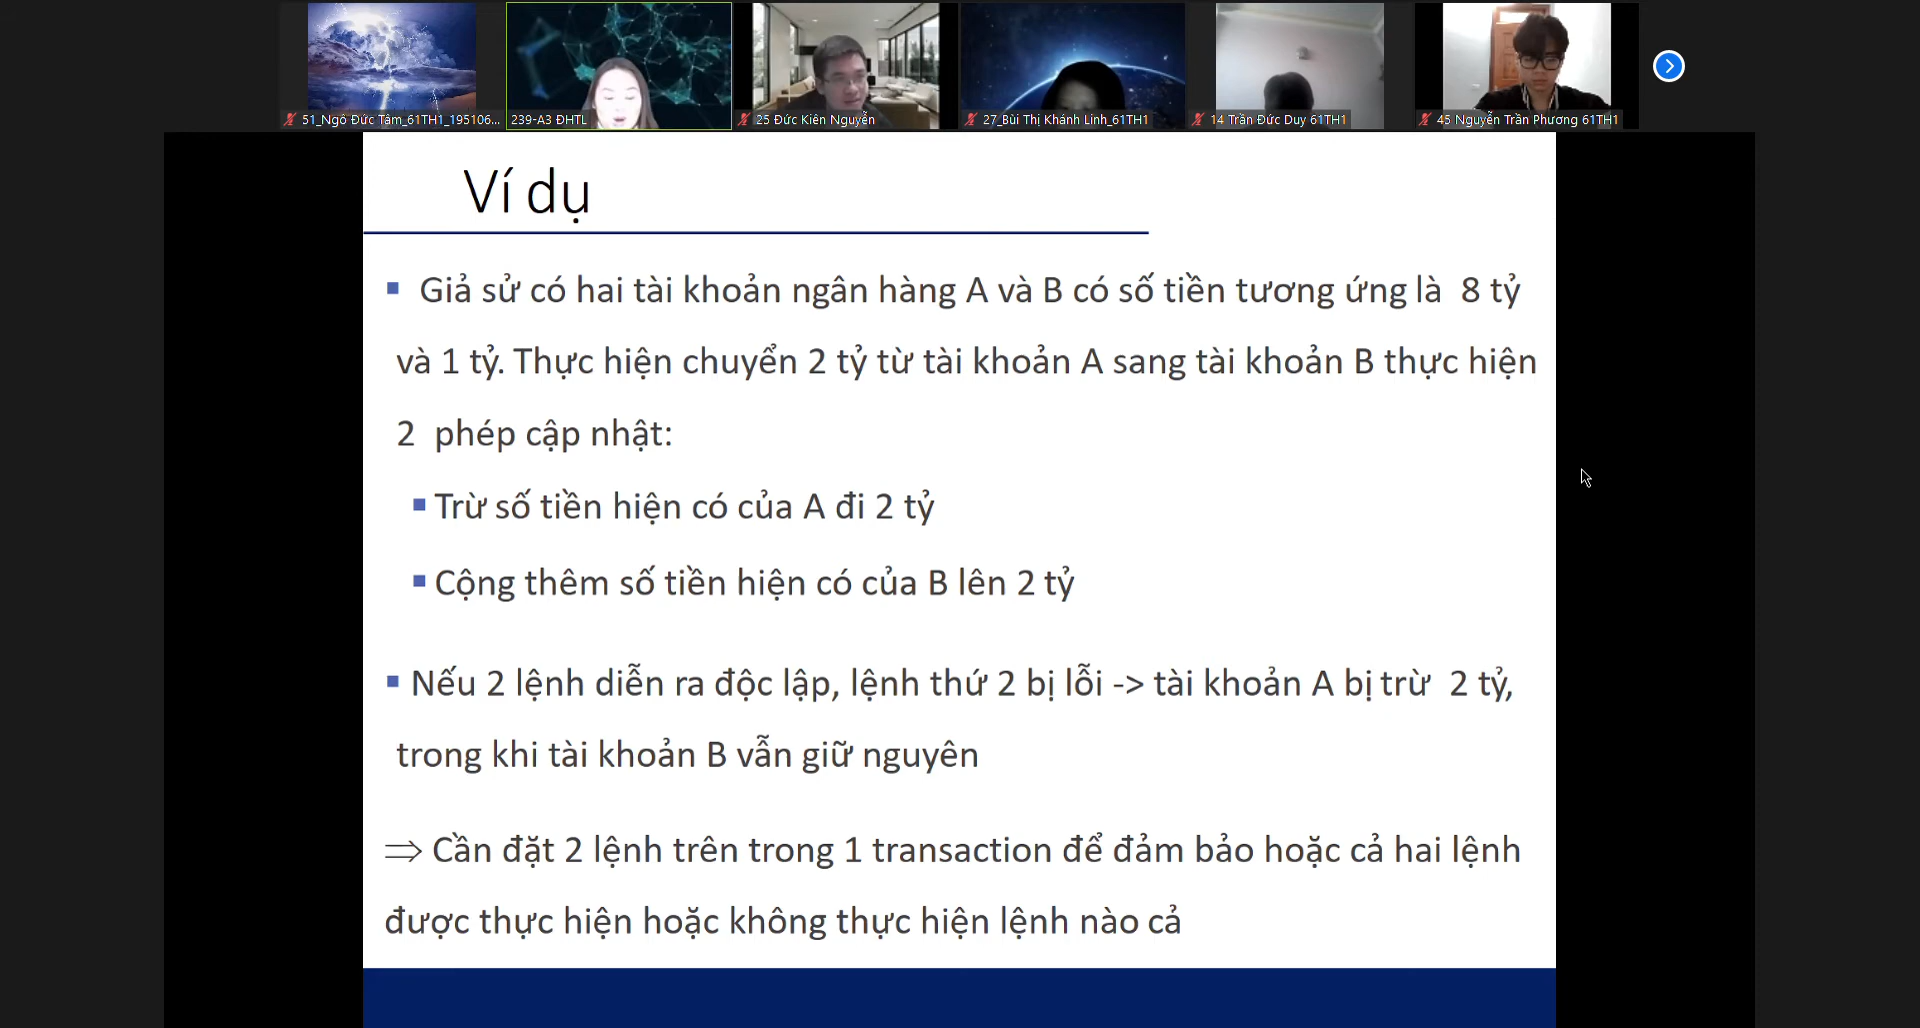 51_Ngô Đức Tâm_61TH1_195106...
239-A3 ĐHTL
25 Đức Kiên Nguyễn
27_Bùi Thị Khánh Linh_61TH1
14 Trần Đức Duy 61TH1
45 Nguyễn Trần Phương 61TH1
Ví dụ
Giả sử có hai tài khoản ngân hàng A và B có số tiền tương ứng là 8 tỷ
và 1 tỷ. Thực hiện chuyển 2 tỷ từ tài khoản A sang tài khoản B thực hiện
2 phép cập nhật:
Trừ số tiền hiện có của A đi 2 tỷ
Cộng thêm số tiền hiện có của B lên 2 tỷ
Nếu 2 lệnh diễn ra độc lập, lệnh thứ 2 bị lỗi -> tài khoản A bị trừ 2 tỷ,
trong khi tài khoản B vẫn giữ nguyên
⇒ Cần đặt 2 lệnh trên trong 1 transaction để đảm bảo hoặc cả hai lệnh
được thực hiện hoặc không thực hiện lệnh nào cả